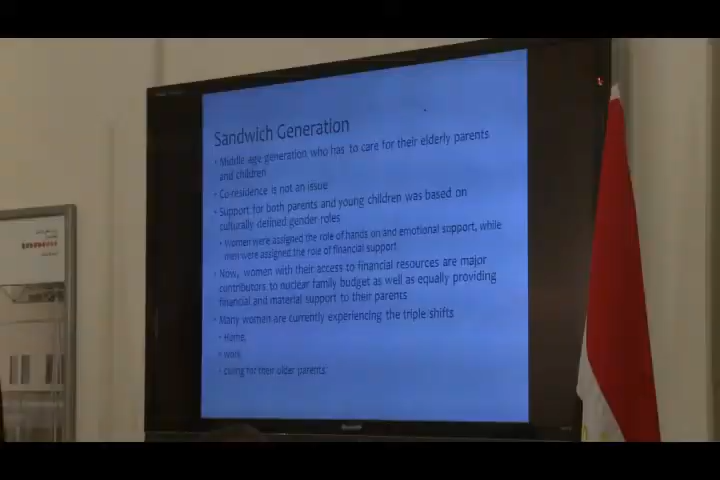 Sandwich Generation
• Middle age generation who has to care for their elderly parents
and children
• Co-residence is not an issue
• Support for both parents and young children was based on
culturally defined gender roles
• Women were assigned the role of hands on and emotional support, while
men were assigned the role of financial support
• Now, women with their access to financial resources are major
contributors to nuclear family budget as well as equally providing
financial and material support to their parents
• Many women are currently experiencing the triple shifts
• Home,
• Work
• Caring for their older parents